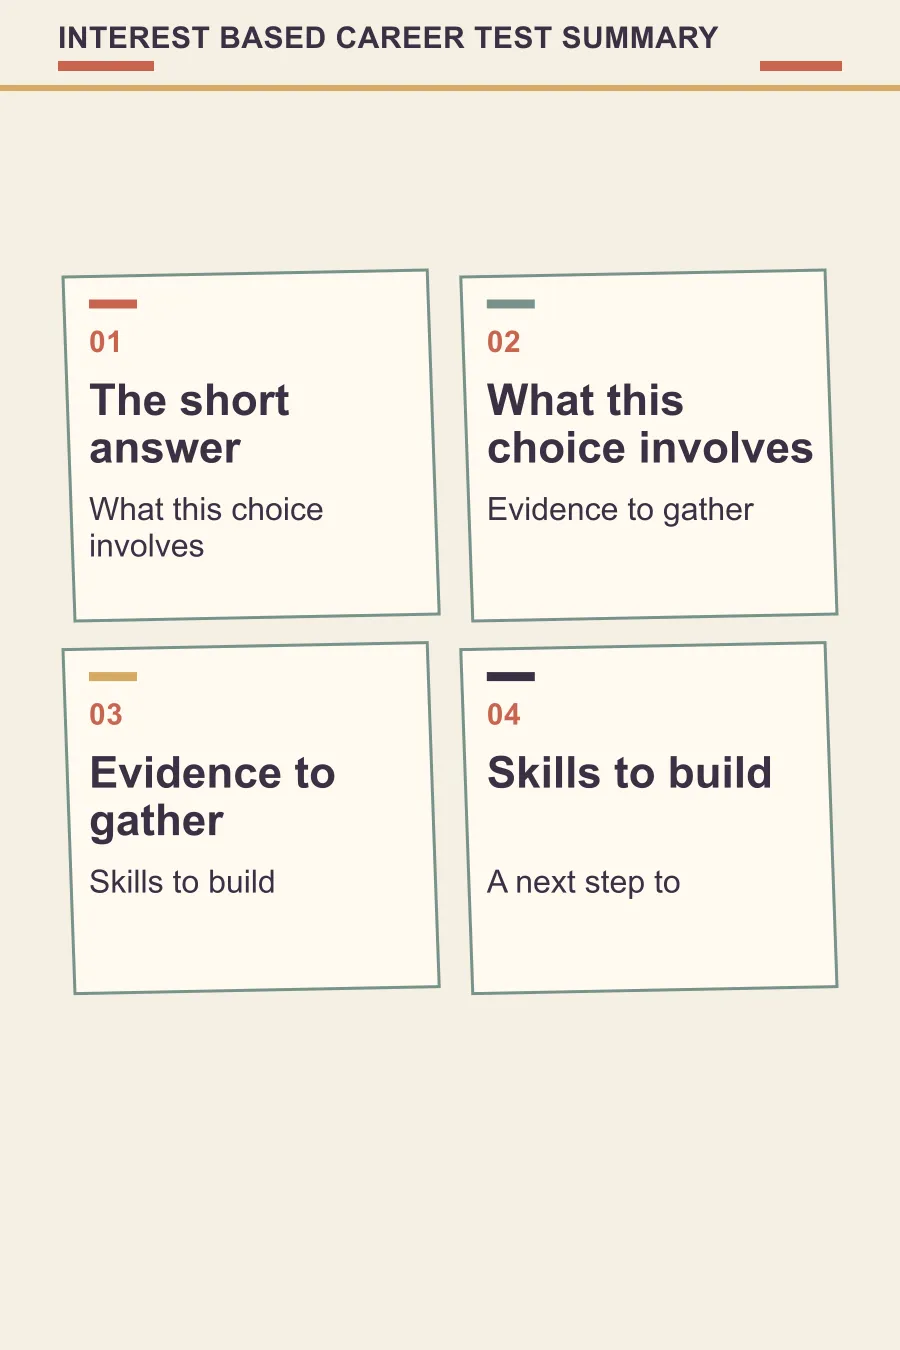 INTEREST BASED CAREER TEST SUMMARY
01
The short
answer
What this choice
involves
02
What this
choice involves
Evidence to gather
03
Evidence to
gather
Skills to build
04
Skills to build
A next step to